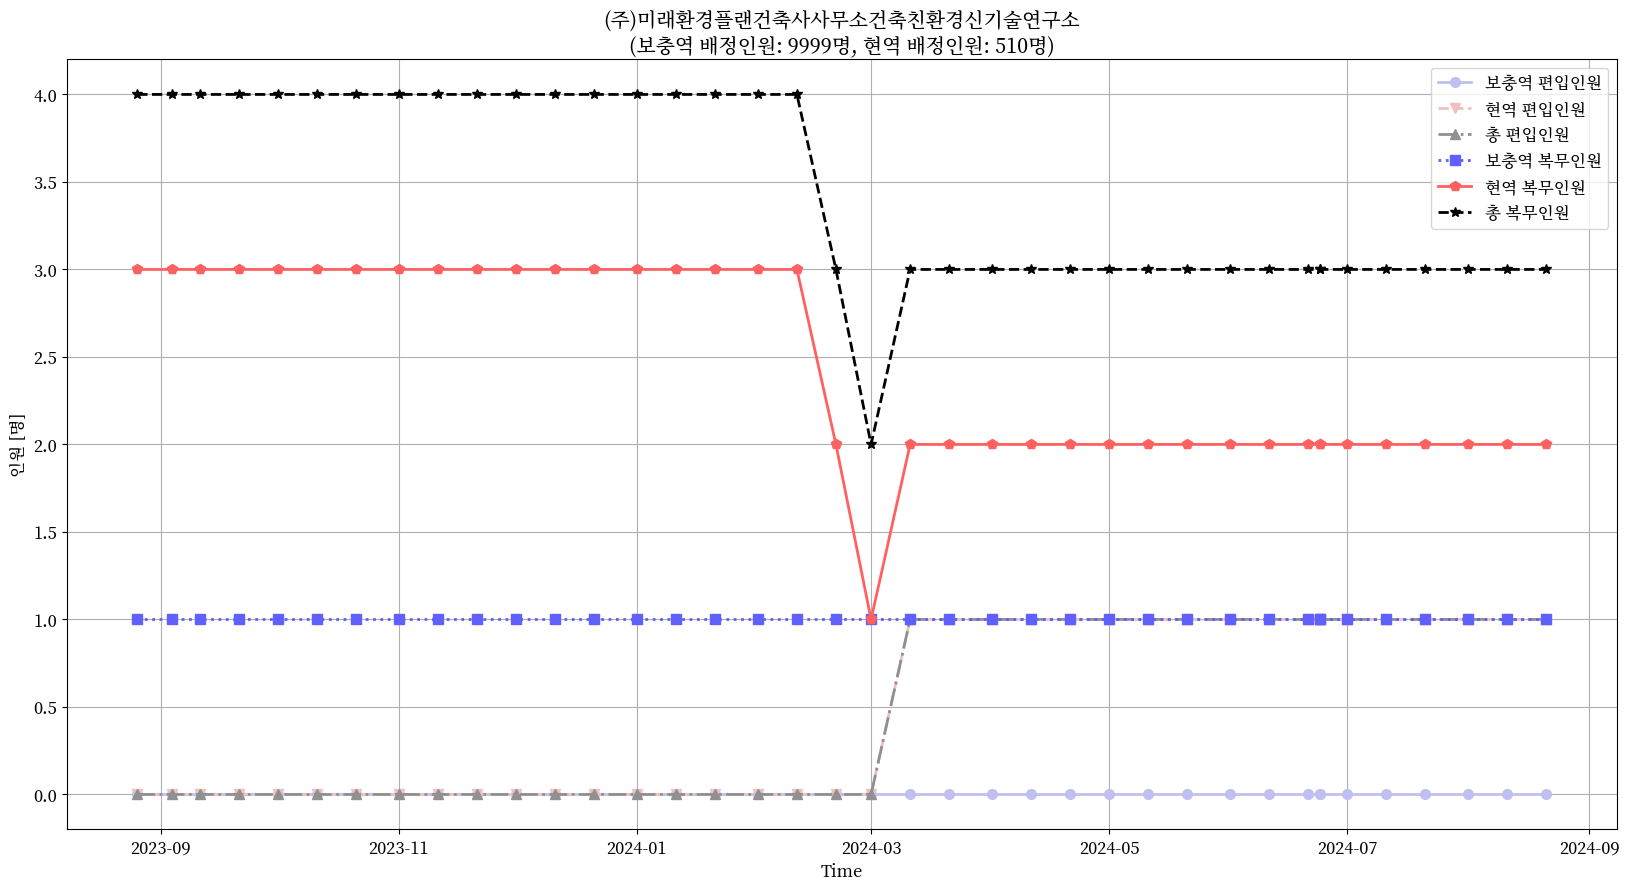 (주)미래환경플랜건축사사무소건축친환경신기술연구소
(보충역 배정인원: 9999명, 현역 배정인원: 510명)
보충역 편입인원
현역 편입인원
총 편입인원
보충역 복무인원
현역 복무인원
총 복무인원
인원 [명]
4.0
3.5
3.0
2.5
2.0
1.5
1.0
0.5
0.0
2023-09 2023-11 2024-01 2024-03 2024-05 2024-07 2024-09
Time